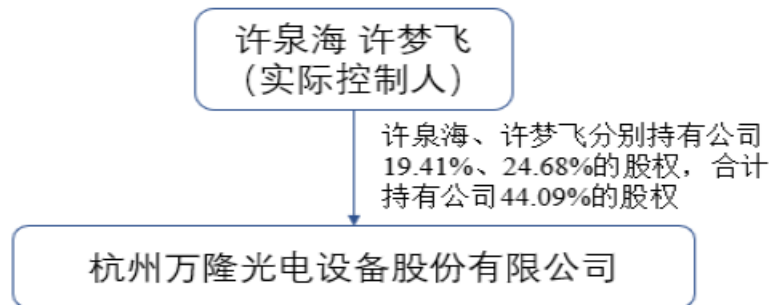 许泉海 许梦飞
（实际控制人）
许泉海、许梦飞分别持有公司
19.41%、24.68%的股权，合计
持有公司44.09%的股权
杭州万隆光电设备股份有限公司